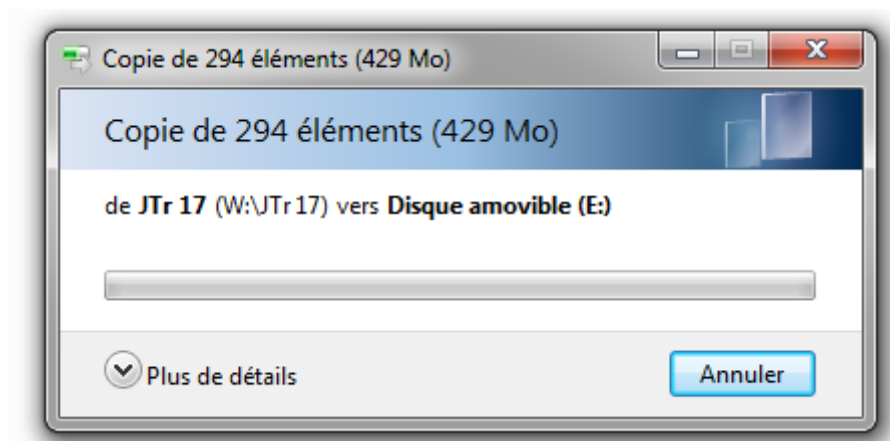 Copie de 294 éléments (429 Mo)
Copie de 294 éléments (429 Mo)
de JTr 17 (W:\JTr 17) vers Disque amovible (E:)
Plus de détails
Annuler